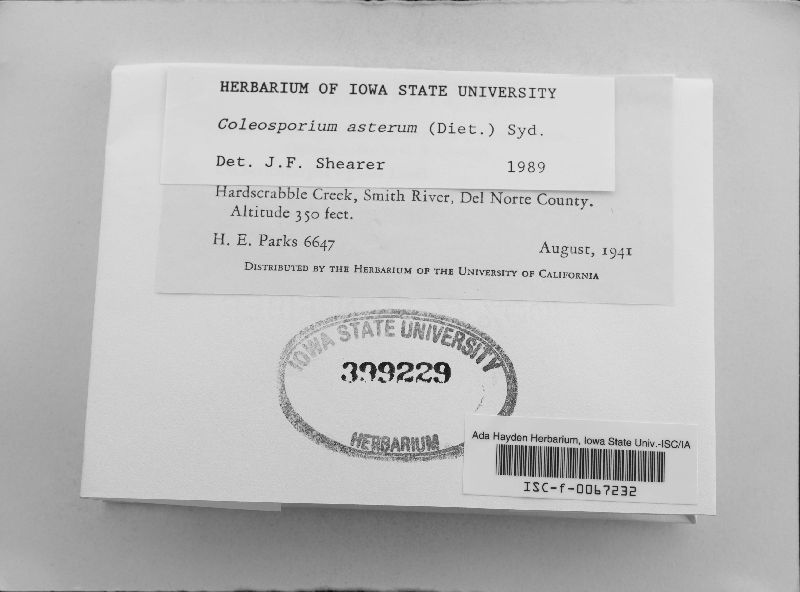 HERBARIUM OF IOWA STATE UNIVERSITY
Coleosporium asterum (Diet.) Syd.
Det. J.F. Shearer 1989
Hardscrabble Creek, Smith River, Del Norte County.
Altitude 350 feet.
H. E. Parks 6647 August, 1941
DISTRIBUTED BY THE HERBARIUM OF THE UNIVERSITY OF CALIFORNIA
IOWA STATE UNIVERSITY
399229
HERBARIUM
Ada Hayden Herbarium, Iowa State Univ.-ISC/IA
ISC-f-0067232